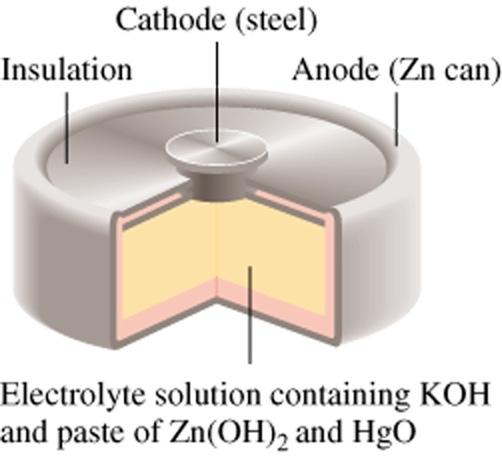 Cathode (steel)
Insulation
Anode (Zn can)
Electrolyte solution containing KOH
and paste of Zn(OH)₂ and HgO